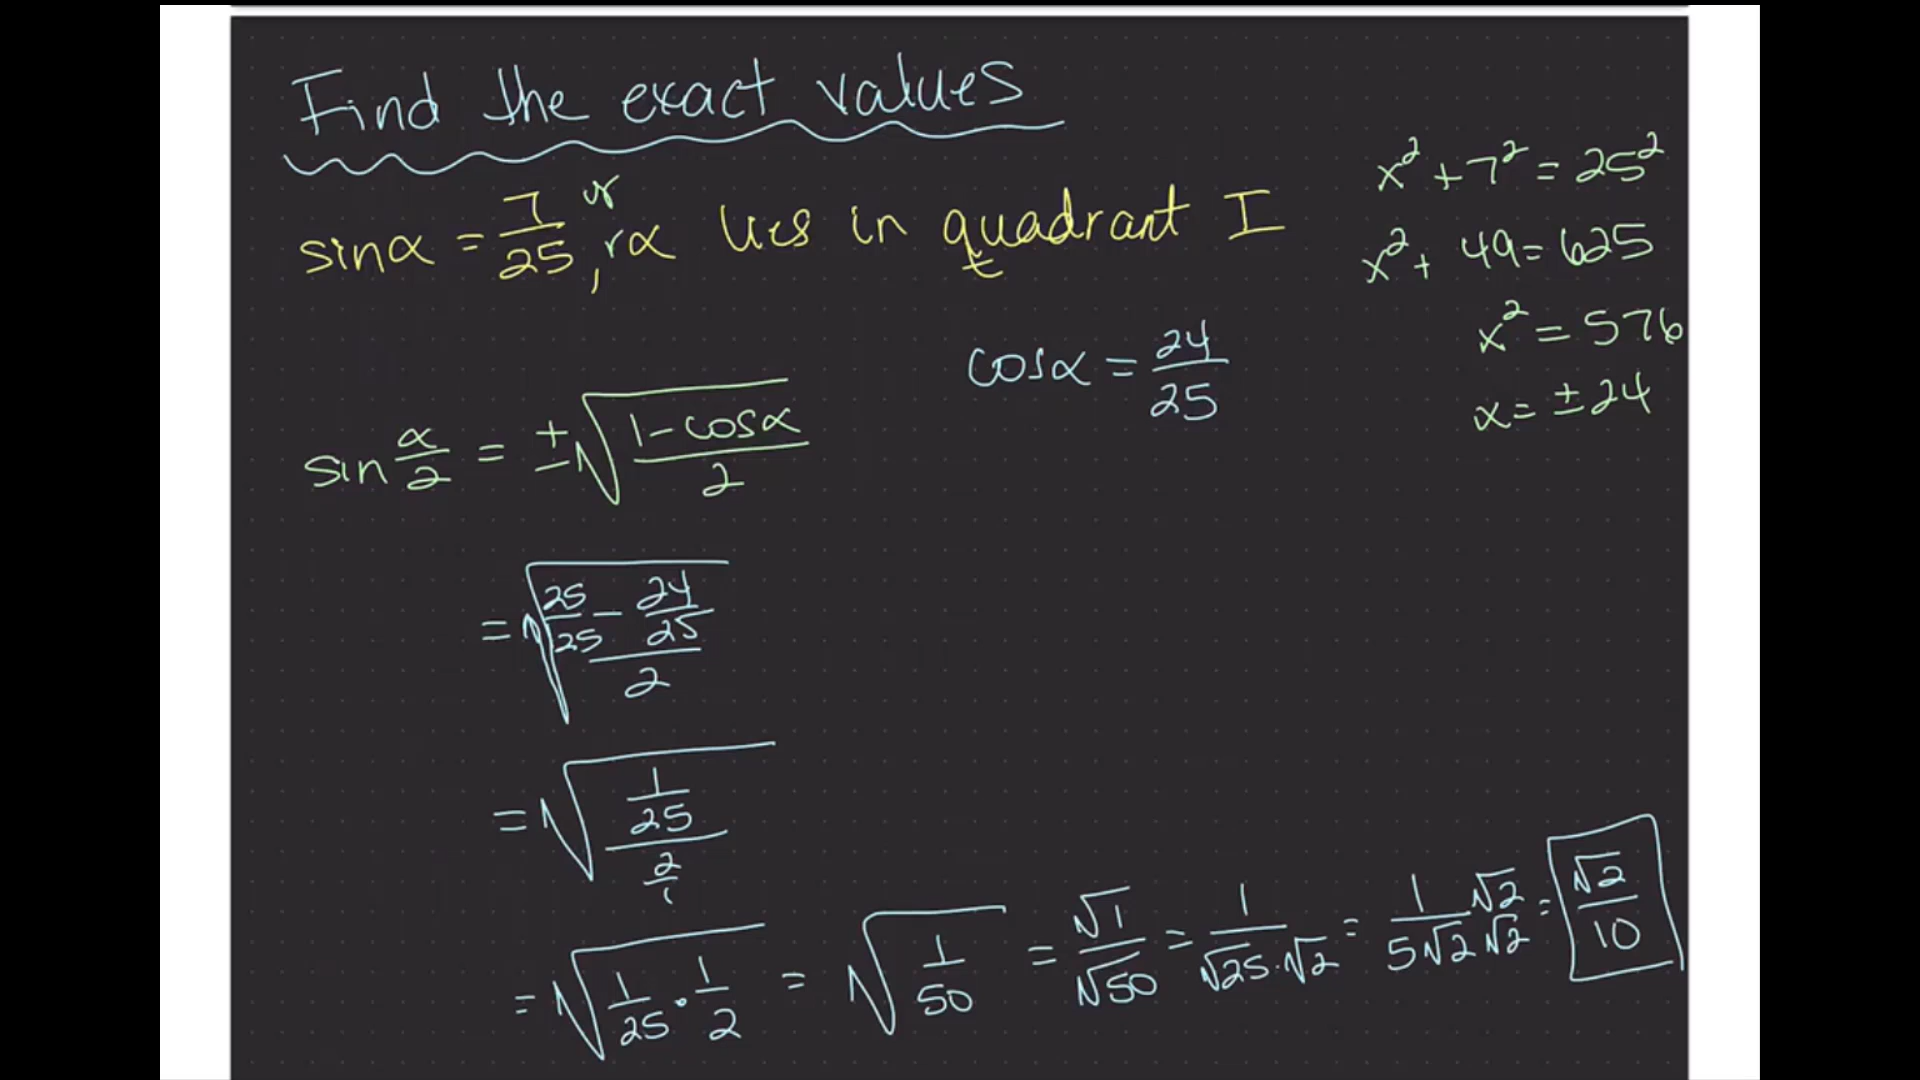 Find the exact values
sinα = 7/25 y/r, α lies in quadrant I
x² + 7² = 25²
x² + 49 = 625
x² = 576
x = ±24
cosα = 24/25
sin α/2 = ±√((1-cosα)/2)
= √((25/25 - 24/25)/2)
= √((1/25)/(2/1))
= √(1/25 · 1/2) = √(1/50) = √1/√50 = 1/(√25·√2) = 1/(5√2) √2/√2 = √2/10